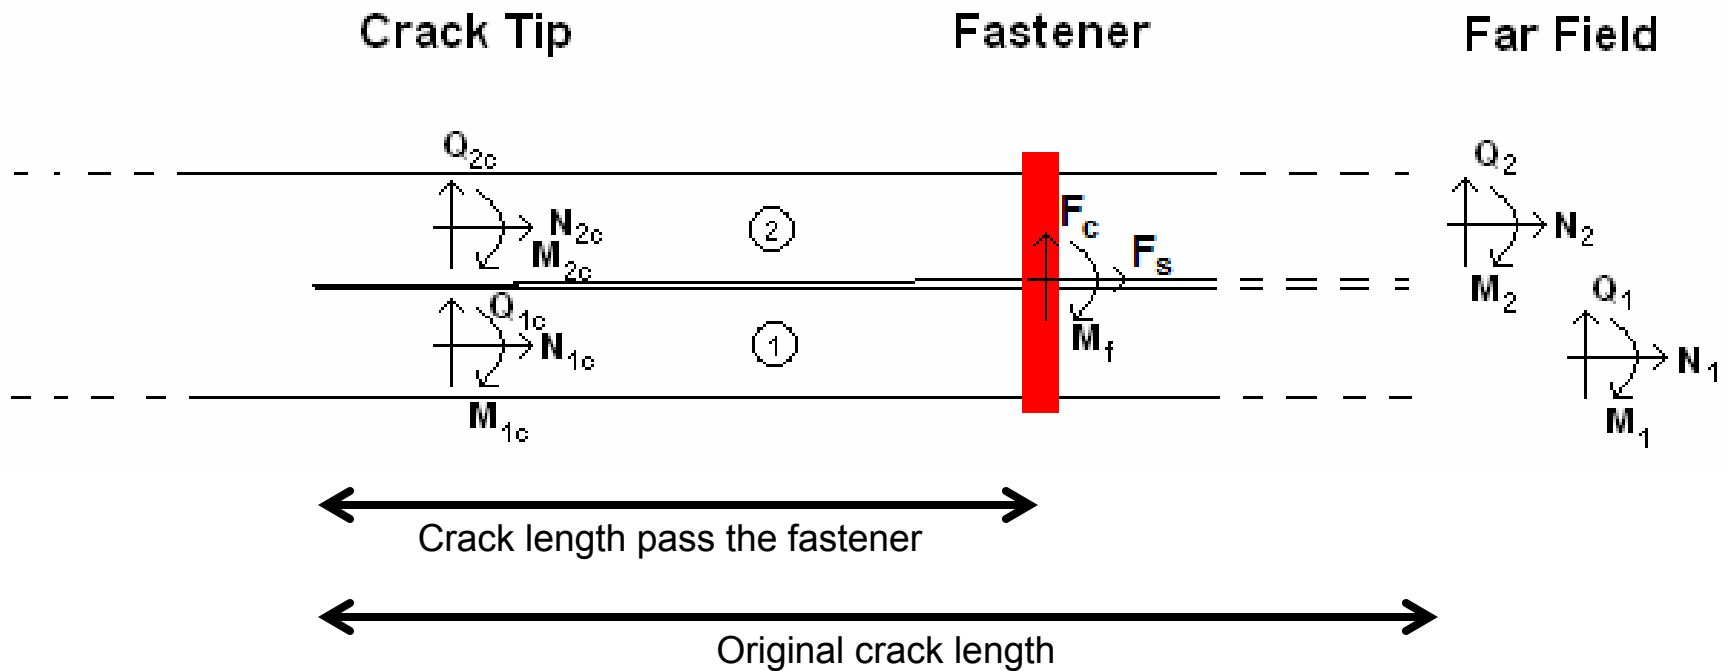 Crack Tip Fastener Far Field
Q2c
N2c
M2c
2
Fc
Fs
Mf
Q2
N2
M2
Q1c
N1c
M1c
1
Q1
N1
M1
Crack length pass the fastener
Original crack length